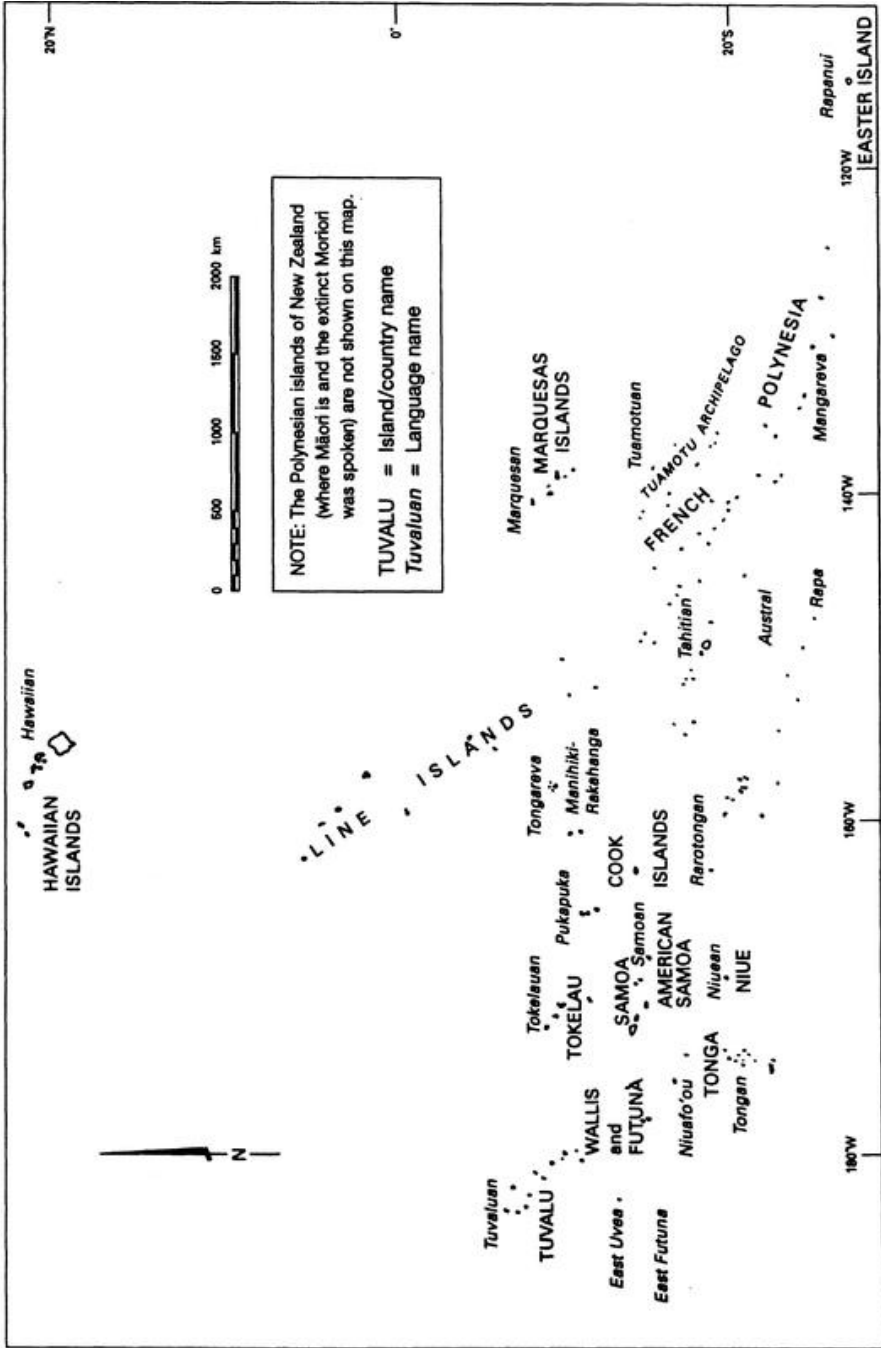 20°N
0°
20°S
HAWAIIAN
ISLANDS
Hawaiian
0 500 1000 1500 2000 km
NOTE: The Polynesian islands of New Zealand
(where Māori is and the extinct Moriori
was spoken) are not shown on this map.
TUVALU = Island/country name
Tuvaluan = Language name
N
LINE ISLANDS
Tuvaluan
TUVALU
Tokelauan
TOKELAU
Pukapuka
Tongareva
Manihiki-
Rakahanga
Marquesan
MARQUESAS
ISLANDS
WALLIS
and
FUTUNA
East Uvea
East Futuna
SAMOA
Samoan
AMERICAN
SAMOA
COOK
ISLANDS
Tuamotuan
TUAMOTU ARCHIPELAGO
FRENCH
POLYNESIA
Niuafo'ou
TONGA
Tongan
Niuean
NIUE
Rarotongan
Tahitian
Austral
Rapa
Mangareva
Rapanui
EASTER ISLAND
180°W
160°W
140°W
120°W